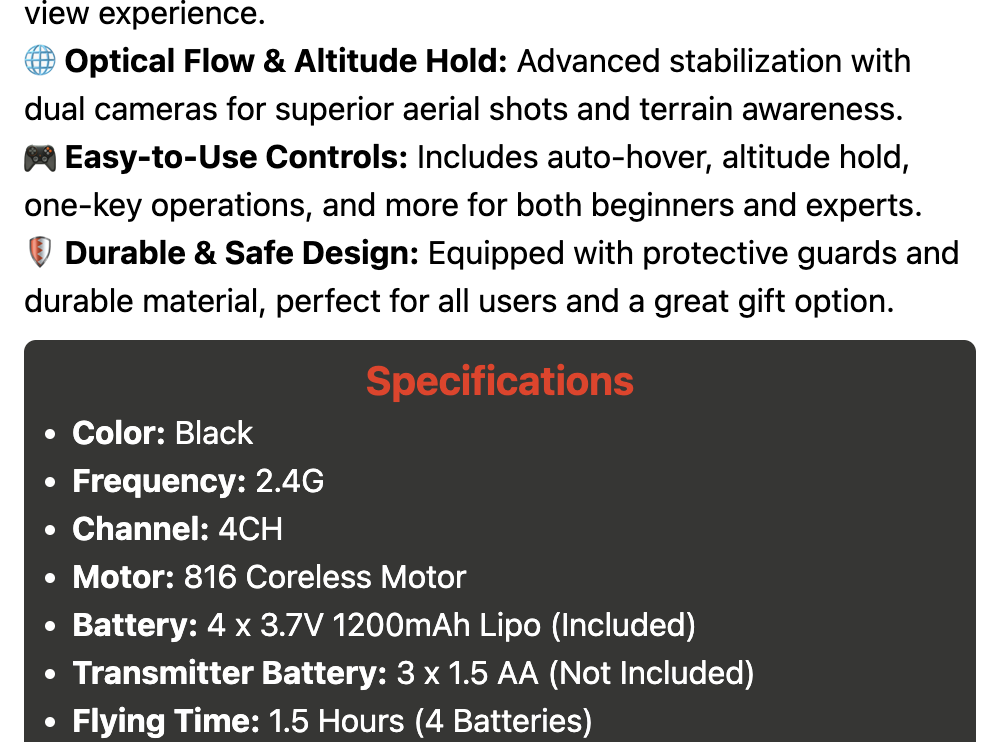 view experience.
🌐 Optical Flow & Altitude Hold: Advanced stabilization with
dual cameras for superior aerial shots and terrain awareness.
🎮 Easy-to-Use Controls: Includes auto-hover, altitude hold,
one-key operations, and more for both beginners and experts.
🛡️ Durable & Safe Design: Equipped with protective guards and
durable material, perfect for all users and a great gift option.
Specifications
• Color: Black
• Frequency: 2.4G
• Channel: 4CH
• Motor: 816 Coreless Motor
• Battery: 4 x 3.7V 1200mAh Lipo (Included)
• Transmitter Battery: 3 x 1.5 AA (Not Included)
• Flying Time: 1.5 Hours (4 Batteries)